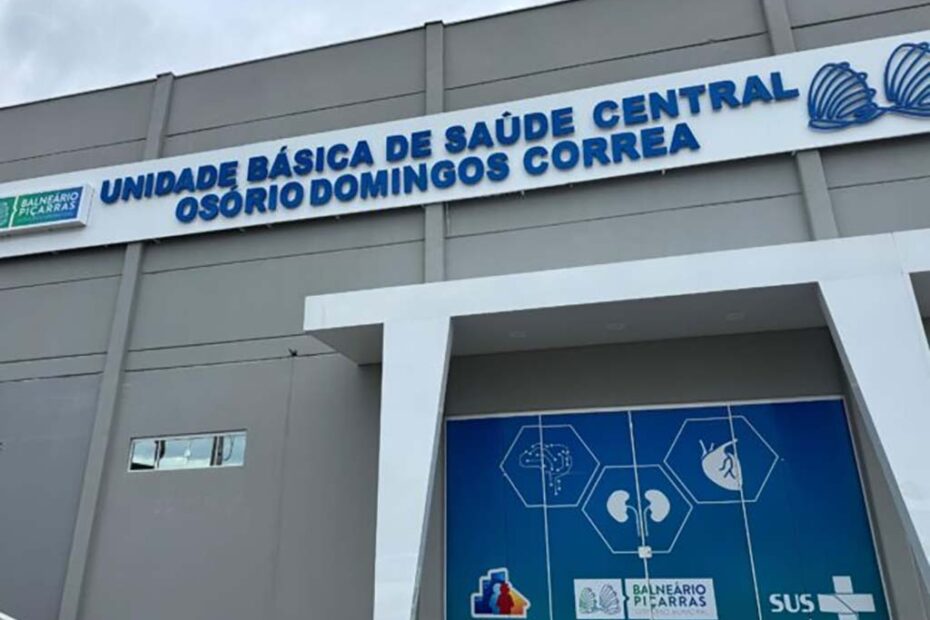 UNIDADE BÁSICA DE SAÚDE CENTRAL
OSÓRIO DOMINGOS CORREA
BALNEÁRIO
PIÇARRAS
BALNEÁRIO
PIÇARRAS
SUS